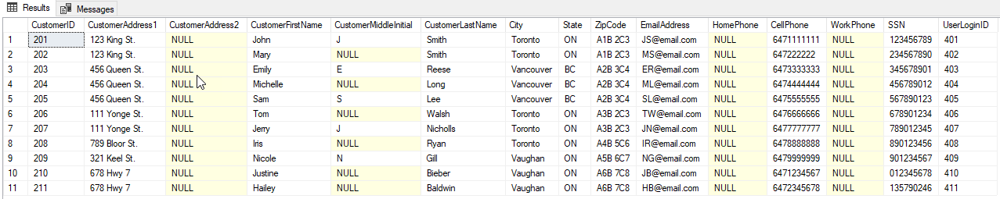 Results Messages
CustomerID CustomerAddress1 CustomerAddress2 CustomerFirstName CustomerMiddleInitial CustomerLastName City State ZipCode EmailAddress HomePhone CellPhone WorkPhone SSN UserLoginID
1 201 123 King St. NULL John J Smith Toronto ON A1B 2C3 JS@email.com NULL 6471111111 NULL 123456789 401
2 202 123 King St. NULL Mary NULL Smith Toronto ON A1B 2C3 MS@email.com NULL 647222222 NULL 234567890 402
3 203 456 Queen St. NULL Emily E Reese Vancouver BC A2B 3C4 ER@email.com NULL 6473333333 NULL 345678901 403
4 204 456 Queen St. NULL Michelle NULL Long Vancouver BC A2B 3C4 ML@email.com NULL 6474444444 NULL 456789012 404
5 205 456 Queen St. NULL Sam S Lee Vancouver BC A2B 3C4 SL@email.com NULL 6475555555 NULL 567890123 405
6 206 111 Yonge St. NULL Tom NULL Walsh Toronto ON A3B 2C3 TW@email.com NULL 6476666666 NULL 678901234 406
7 207 111 Yonge St. NULL Jerry J Nicholls Toronto ON A3B 2C3 JN@email.com NULL 6477777777 NULL 789012345 407
8 208 789 Bloor St. NULL Iris NULL Ryan Toronto ON A4B 5C6 IR@email.com NULL 6478888888 NULL 890123456 408
9 209 321 Keel St. NULL Nicole N Gill Vaughan ON A5B 6C7 NG@email.com NULL 6479999999 NULL 901234567 409
10 210 678 Hwy 7 NULL Justine NULL Bieber Vaughan ON A6B 7C8 JB@email.com NULL 6471234567 NULL 012345678 410
11 211 678 Hwy 7 NULL Hailey NULL Baldwin Vaughan ON A6B 7C8 HB@email.com NULL 6472345678 NULL 135790246 411